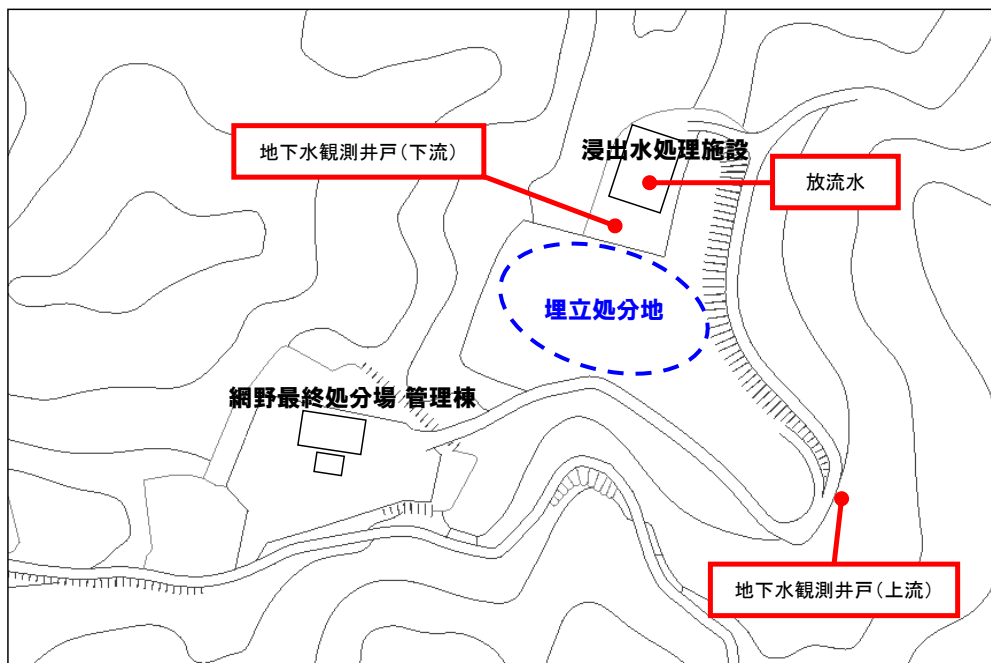 地下水観測井戸(下流)
浸出水処理施設
放流水
埋立処分地
網野最終処分場 管理棟
地下水観測井戸(上流)